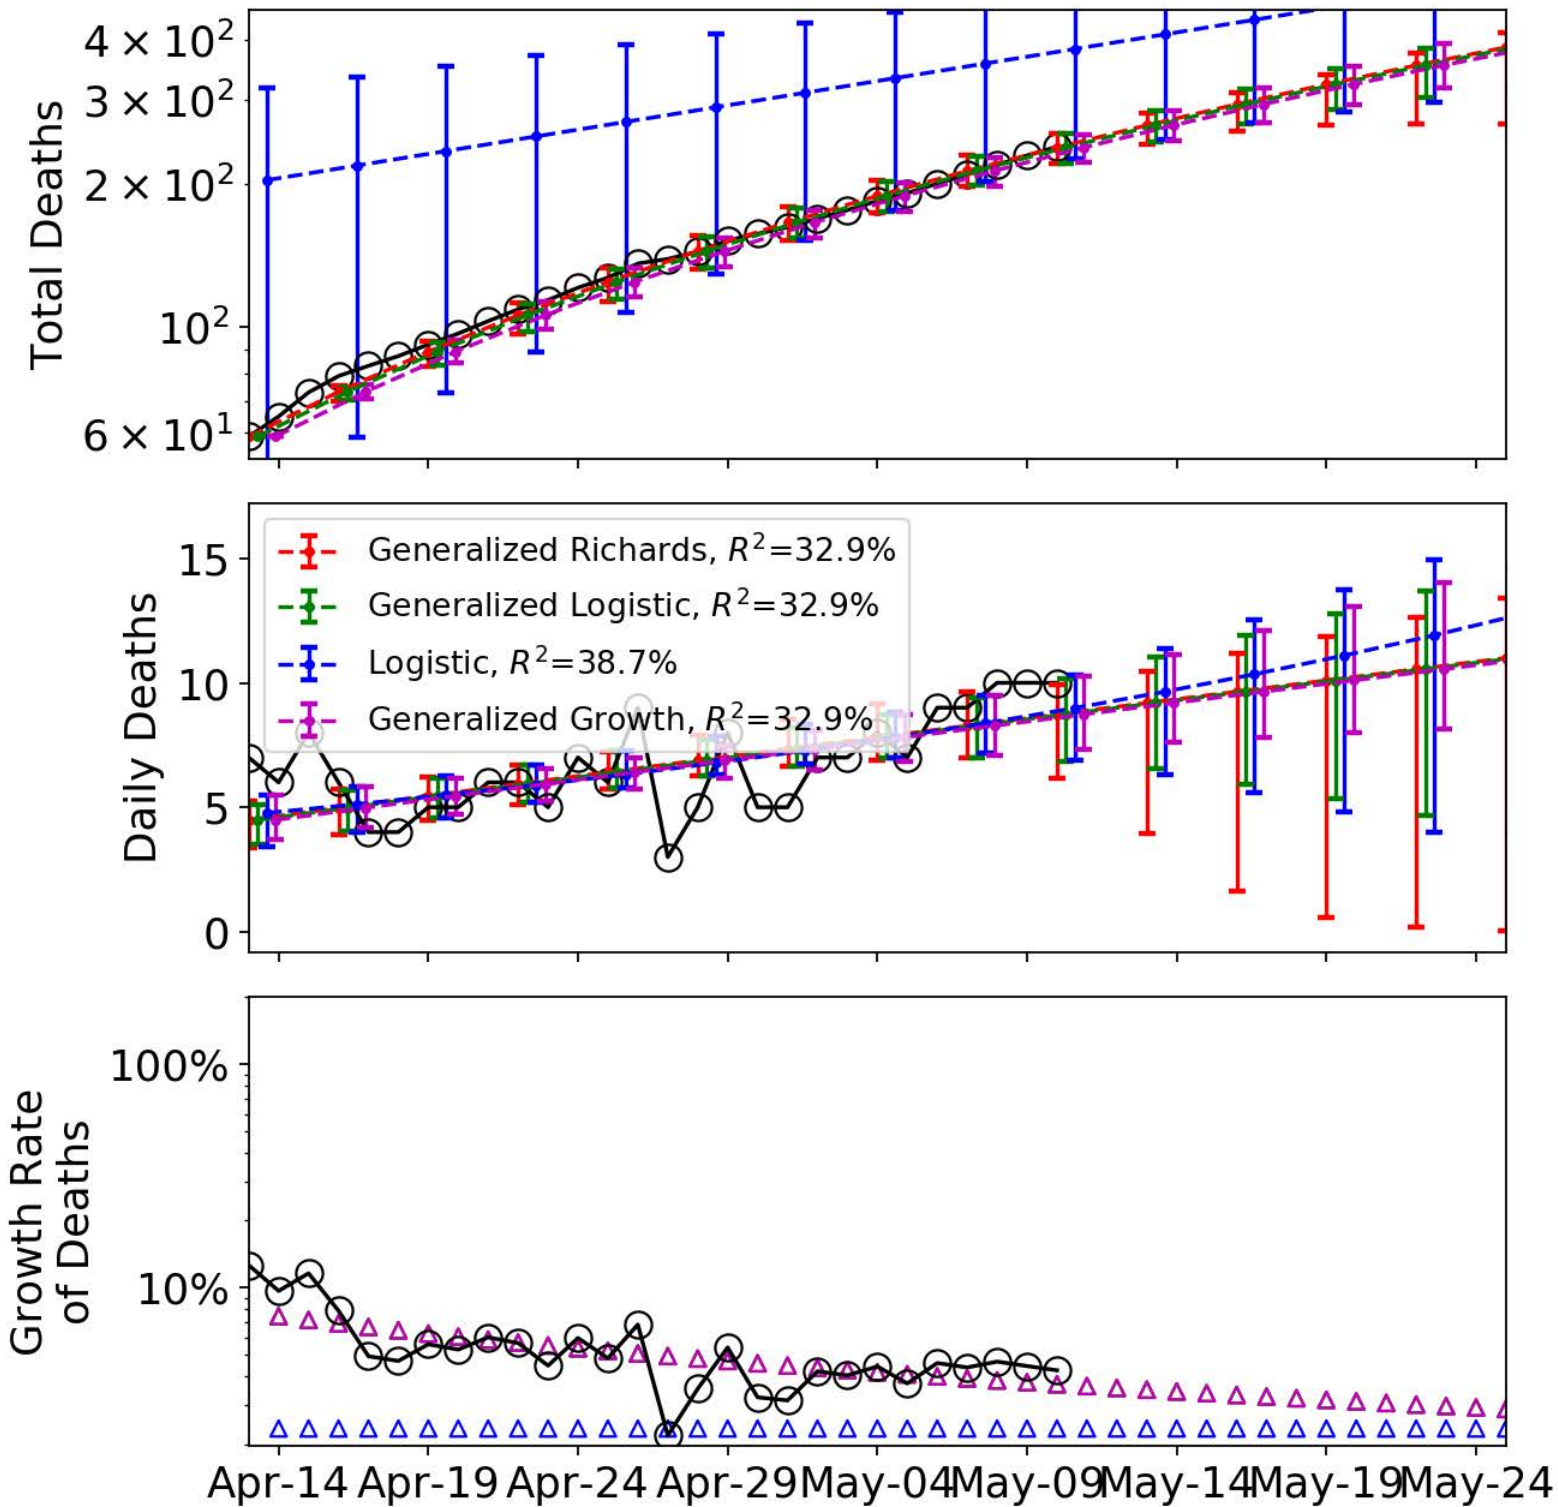 Total Deaths
4 × 10²
3 × 10²
2 × 10²
10²
6 × 10¹
Daily Deaths
15
10
5
0
Generalized Richards, R²=32.9%
Generalized Logistic, R²=32.9%
Logistic, R²=38.7%
Generalized Growth, R²=32.9%
Growth Rate
of Deaths
100%
10%
Apr-14 Apr-19 Apr-24 Apr-29 May-04 May-09 May-14 May-19 May-24